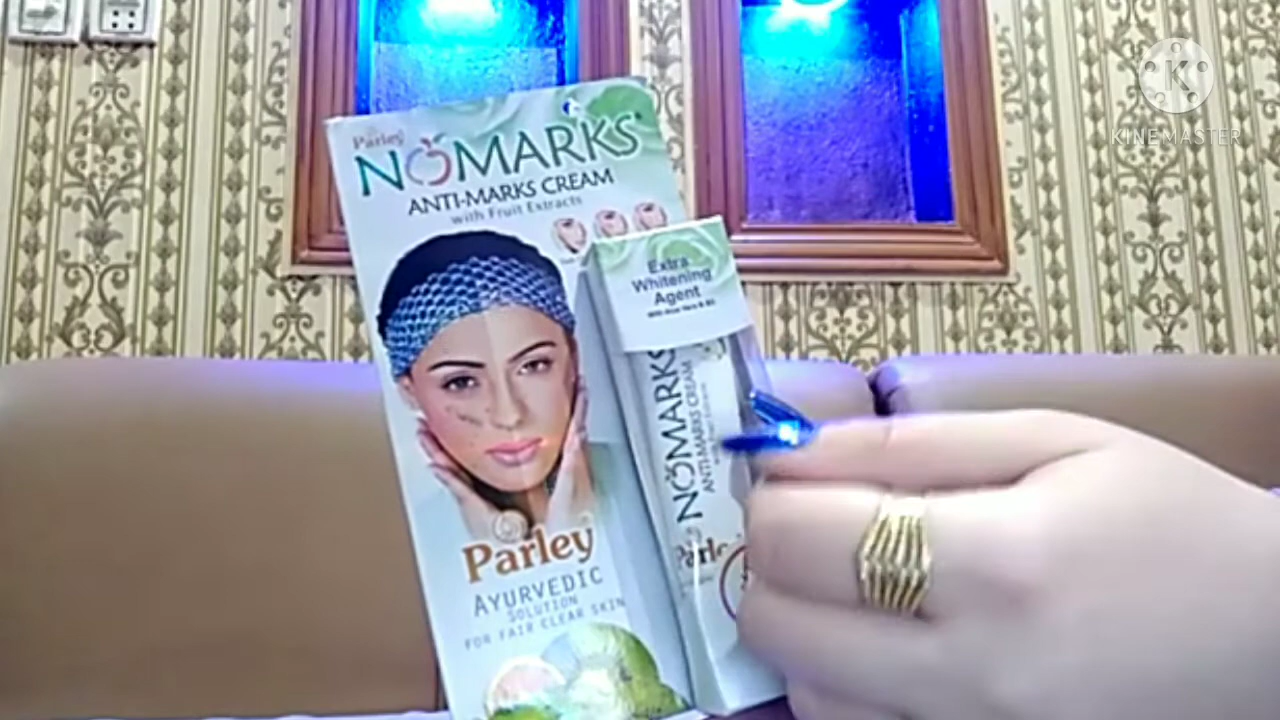 Parley
NOMARKS
ANTI-MARKS CREAM
with Fruit Extracts
Extra
Whitening
Agent
NOMARKS
ANTI-MARKS CREAM
Parley
AYURVEDIC
SOLUTION
FOR FAIR CLEAR SKIN
K
KINEMASTER